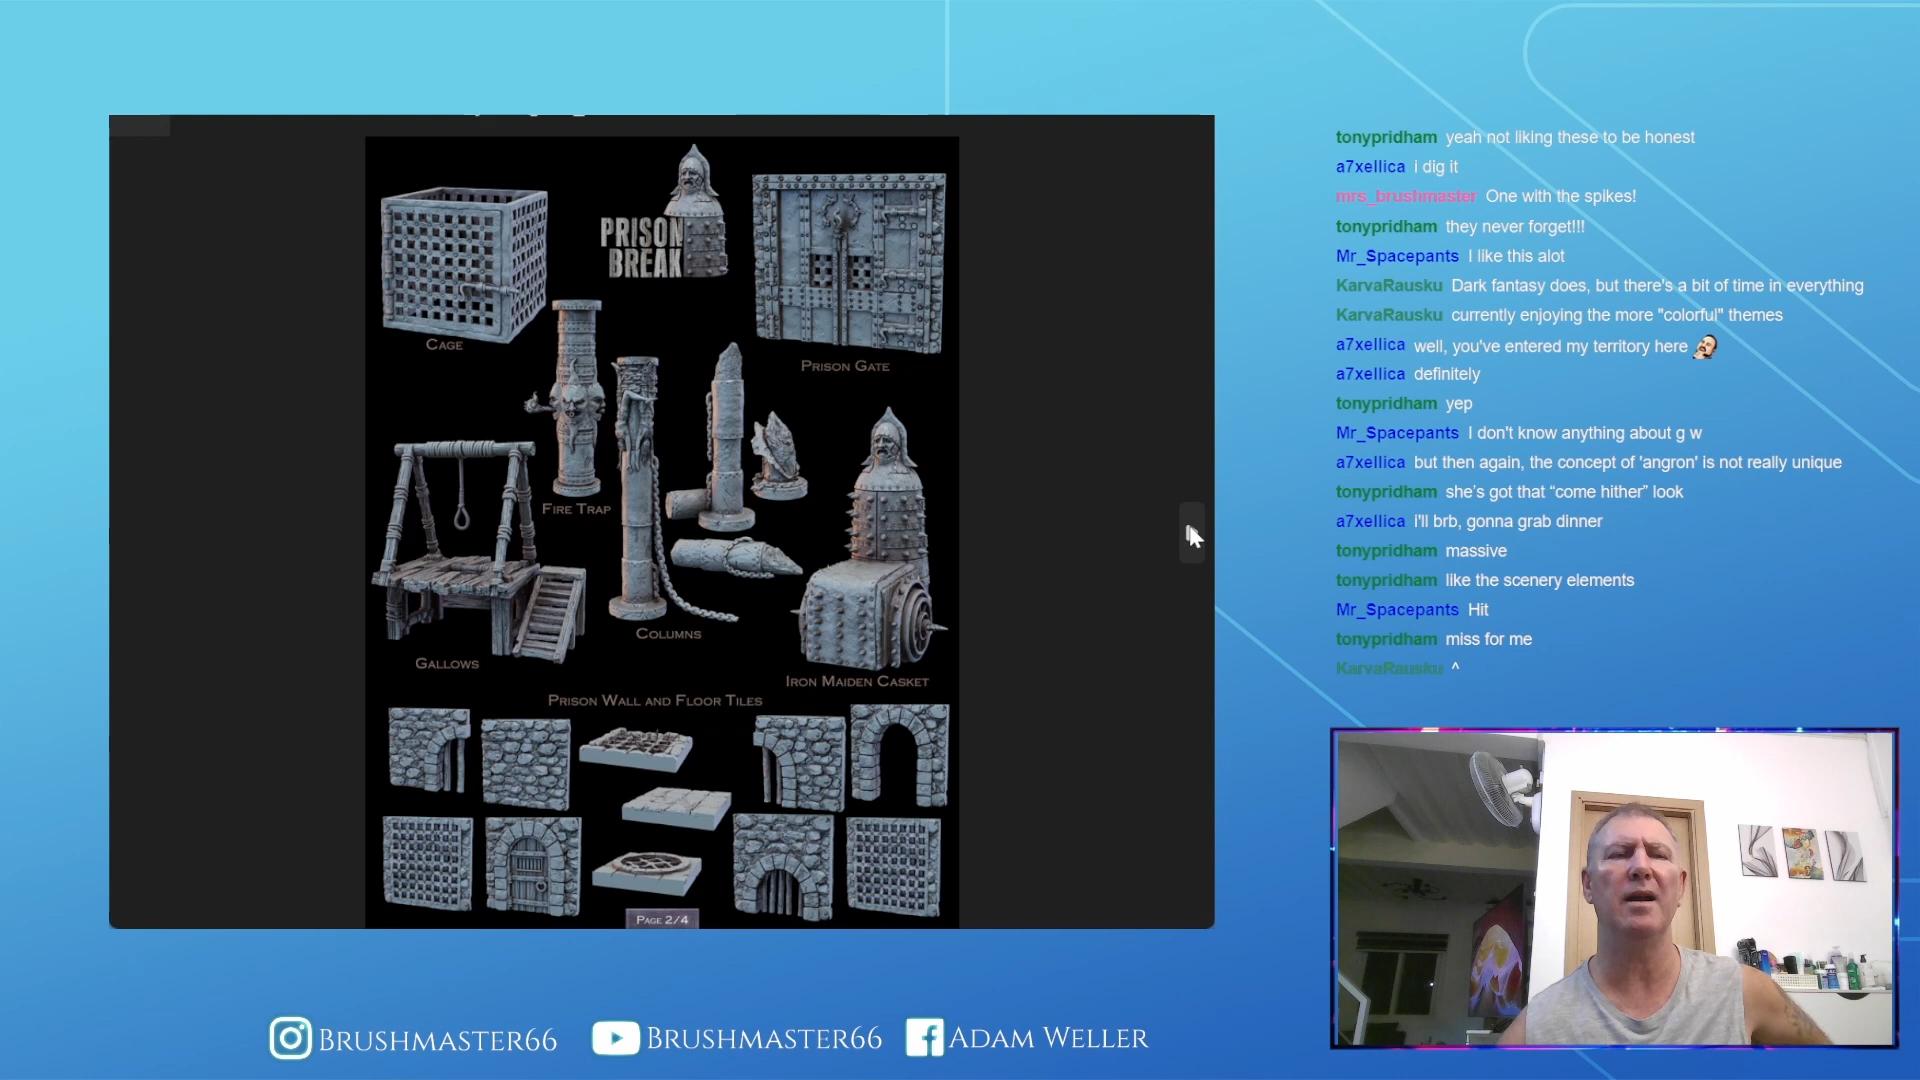 PRISON
BREAK
CAGE
PRISON GATE
FIRE TRAP
COLUMNS
GALLOWS
IRON MAIDEN CASKET
PRISON WALL AND FLOOR TILES
PAGE 2/4
tonypridham yeah not liking these to be honest
a7xellica i dig it
mrs_brushmaster One with the spikes!
tonypridham they never forget!!!
Mr_Spacepants I like this alot
KarvaRausku Dark fantasy does, but there's a bit of time in everything
KarvaRausku currently enjoying the more "colorful" themes
a7xellica well, you've entered my territory here
a7xellica definitely
tonypridham yep
Mr_Spacepants I don't know anything about g w
a7xellica but then again, the concept of 'angron' is not really unique
tonypridham she's got that “come hither” look
a7xellica i'll brb, gonna grab dinner
tonypridham massive
tonypridham like the scenery elements
Mr_Spacepants Hit
tonypridham miss for me
KarvaRausku ^
BRUSHMASTER66 BRUSHMASTER66 ADAM WELLER